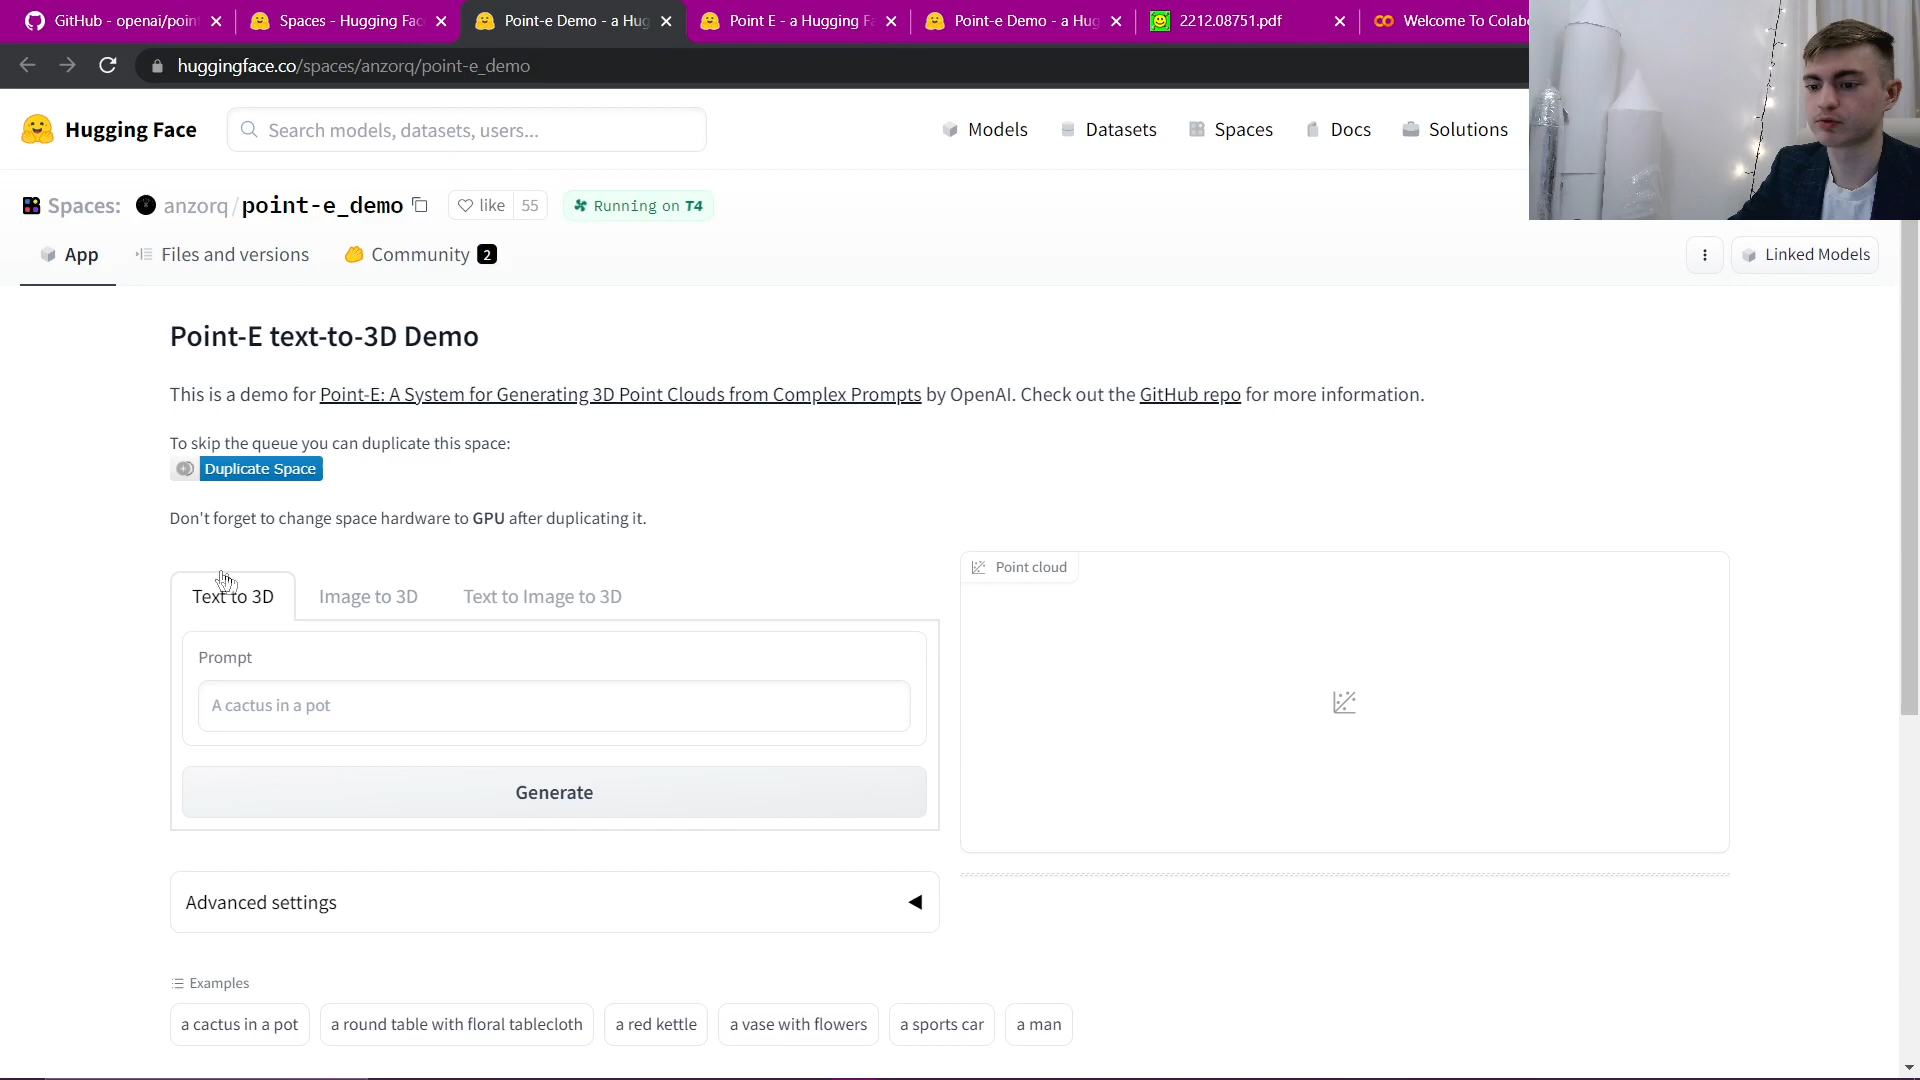 GitHub - openai/poin
Spaces - Hugging Fac
Point-e Demo - a Hug
Point E - a Hugging F
Point-e Demo - a Hug
2212.08751.pdf
Welcome To Colab
huggingface.co/spaces/anzorq/point-e_demo
Hugging Face
Search models, datasets, users...
Models
Datasets
Spaces
Docs
Solutions
Spaces:
anzorq/point-e_demo
like 55
Running on T4
App
Files and versions
Community 2
Linked Models
Point-E text-to-3D Demo
This is a demo for Point-E: A System for Generating 3D Point Clouds from Complex Prompts by OpenAI. Check out the GitHub repo for more information.
To skip the queue you can duplicate this space:
Duplicate Space
Don't forget to change space hardware to GPU after duplicating it.
Text to 3D
Image to 3D
Text to Image to 3D
Point cloud
Prompt
A cactus in a pot
Generate
Advanced settings
Examples
a cactus in a pot
a round table with floral tablecloth
a red kettle
a vase with flowers
a sports car
a man